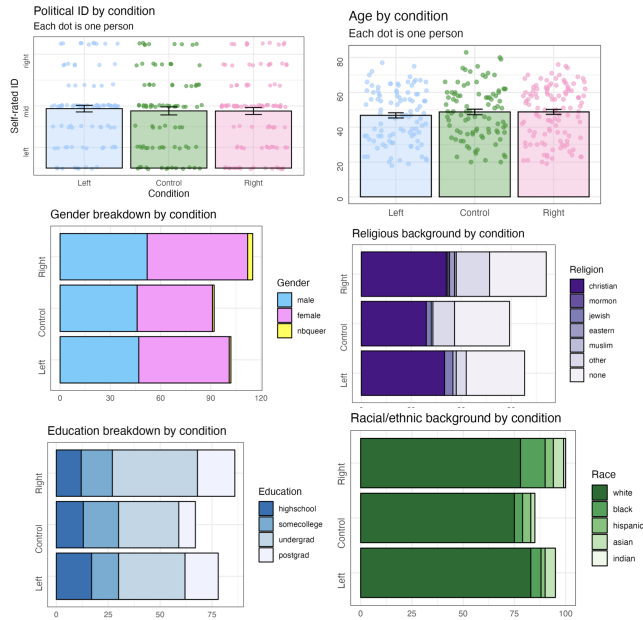 Political ID by condition
Each dot is one person
Self-rated ID
right
mid
left
Left
Control
Right
Condition
Age by condition
Each dot is one person
80
60
40
20
0
Left
Control
Right
Gender breakdown by condition
Right
Control
Left
0
30
60
90
120
Gender
male
female
nbqueer
Religious background by condition
Right
Control
Left
Religion
christian
mormon
jewish
eastern
muslim
other
none
Education breakdown by condition
Right
Control
Left
0
25
50
75
Education
highschool
somecollege
undergrad
postgrad
Racial/ethnic background by condition
Right
Control
Left
0
25
50
75
100
Race
white
black
hispanic
asian
indian